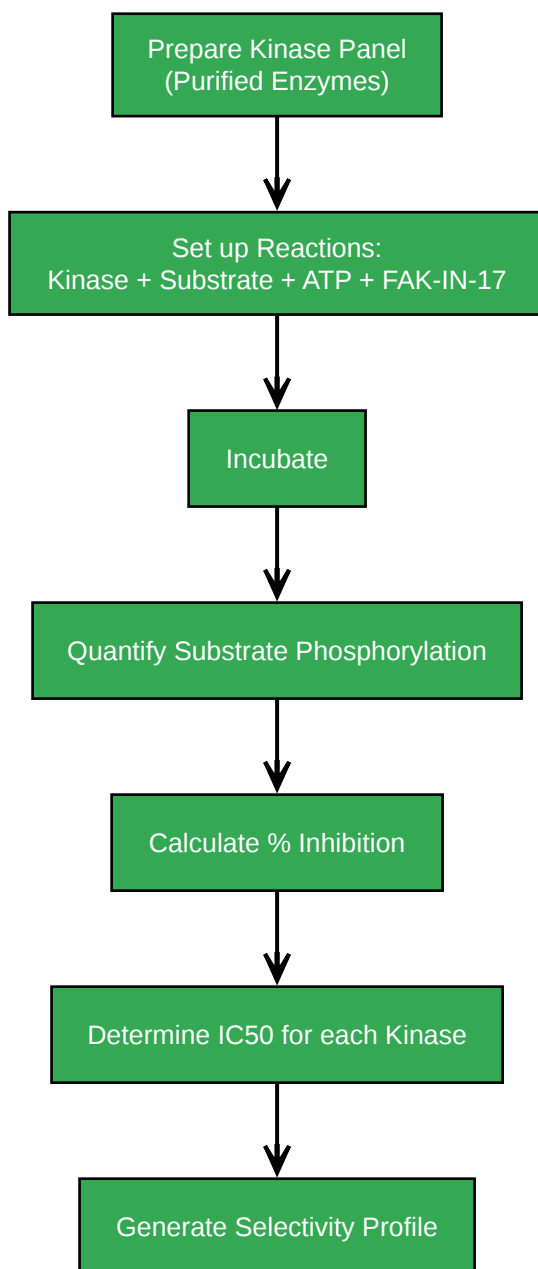 Prepare Kinase Panel
(Purified Enzymes)
Set up Reactions:
Kinase + Substrate + ATP + FAK-IN-17
Incubate
Quantify Substrate Phosphorylation
Calculate % Inhibition
Determine IC50 for each Kinase
Generate Selectivity Profile